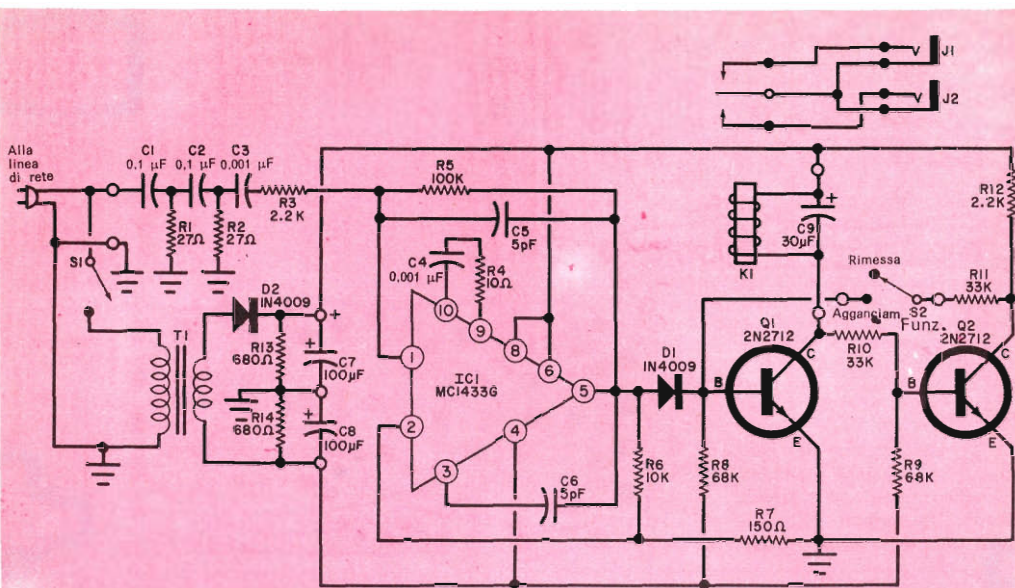 Alla
linea
di rete
C1
0.1 µF
C2
0,1 µF
C3
0.001 µF
R1
27Ω
R2
27Ω
R3
2.2K
S1
T1
D2
1N4009
R13
680Ω
R14
680Ω
+
+
C7
100µF
+
C8
100µF
R5
100K
C5
5pF
C4
0.001 µF
R4
10Ω
10
9
8
6
5
4
3
2
1
IC1
MC1433G
C6
5pF
D1
1N4009
R6
10K
R8
68K
R7
150Ω
K1
+
C9
30µF
Q1
2N2712
B
C
E
Rimessa
Agganciam.
S2
Funz.
R10
33K
R11
33K
R12
2.2K
Q2
2N2712
B
C
E
R9
68K
J1
J2